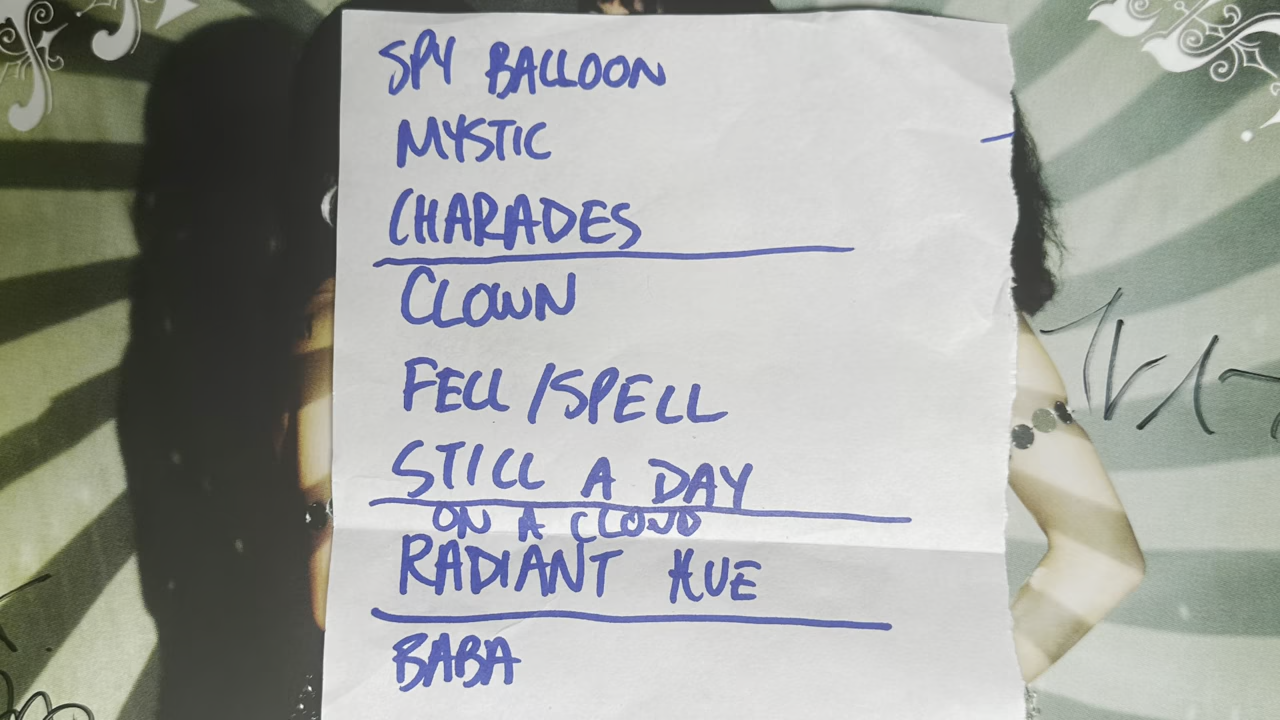 SPY BALLOON
MYSTIC
CHARADES
CLOWN
FELL/SPELL
STILL A DAY
ON A CLOUD
RADIANT HUE
BABA